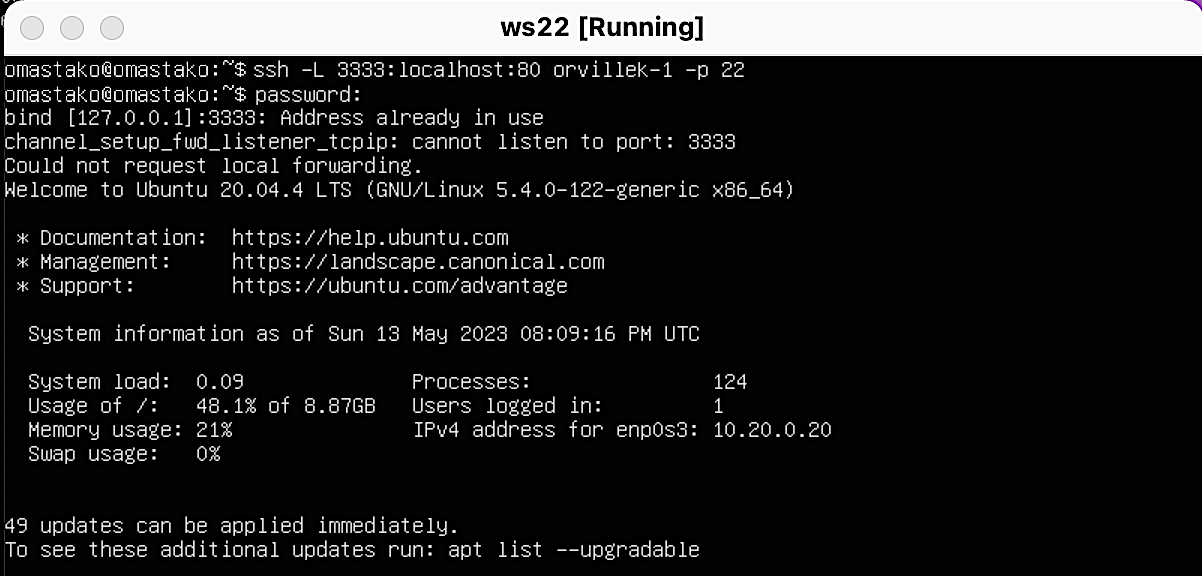 ws22 [Running]
omastako@omastako:~$ ssh -L 3333:localhost:80 orvillek-1 -p 22
omastako@omastako:~$ password:
bind [127.0.0.1]:3333: Address already in use
channel_setup_fwd_listener_tcpip: cannot listen to port: 3333
Could not request local forwarding.
Welcome to Ubuntu 20.04.4 LTS (GNU/Linux 5.4.0-122-generic x86_64)
* Documentation: https://help.ubuntu.com
* Management: https://landscape.canonical.com
* Support: https://ubuntu.com/advantage
System information as of Sun 13 May 2023 08:09:16 PM UTC
System load: 0.09 Processes: 124
Usage of /: 48.1% of 8.87GB Users logged in: 1
Memory usage: 21% IPv4 address for enp0s3: 10.20.0.20
Swap usage: 0%
49 updates can be applied immediately.
To see these additional updates run: apt list --upgradable